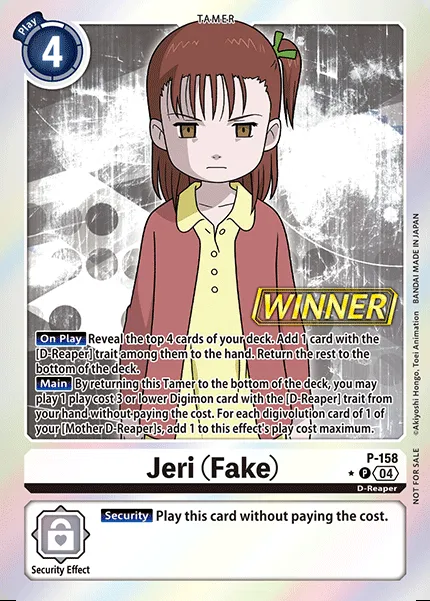 TAMER
Play
4
WINNER
On Play Reveal the top 4 cards of your deck. Add 1 card with the
[D-Reaper] trait among them to the hand. Return the rest to the
bottom of the deck.
Main By returning this Tamer to the bottom of the deck, you may
play 1 play cost 3 or lower Digimon card with the [D-Reaper] trait from
your hand without paying the cost. For each digivolution card of 1 of
your [Mother D-Reaper]s, add 1 to this effect's play cost maximum.
Jeri (Fake)
P-158
P 04
D-Reaper
Security Play this card without paying the cost.
Security Effect
NOT FOR SALE ©Akiyoshi Hongo, Toei Animation BANDAI MADE IN JAPAN